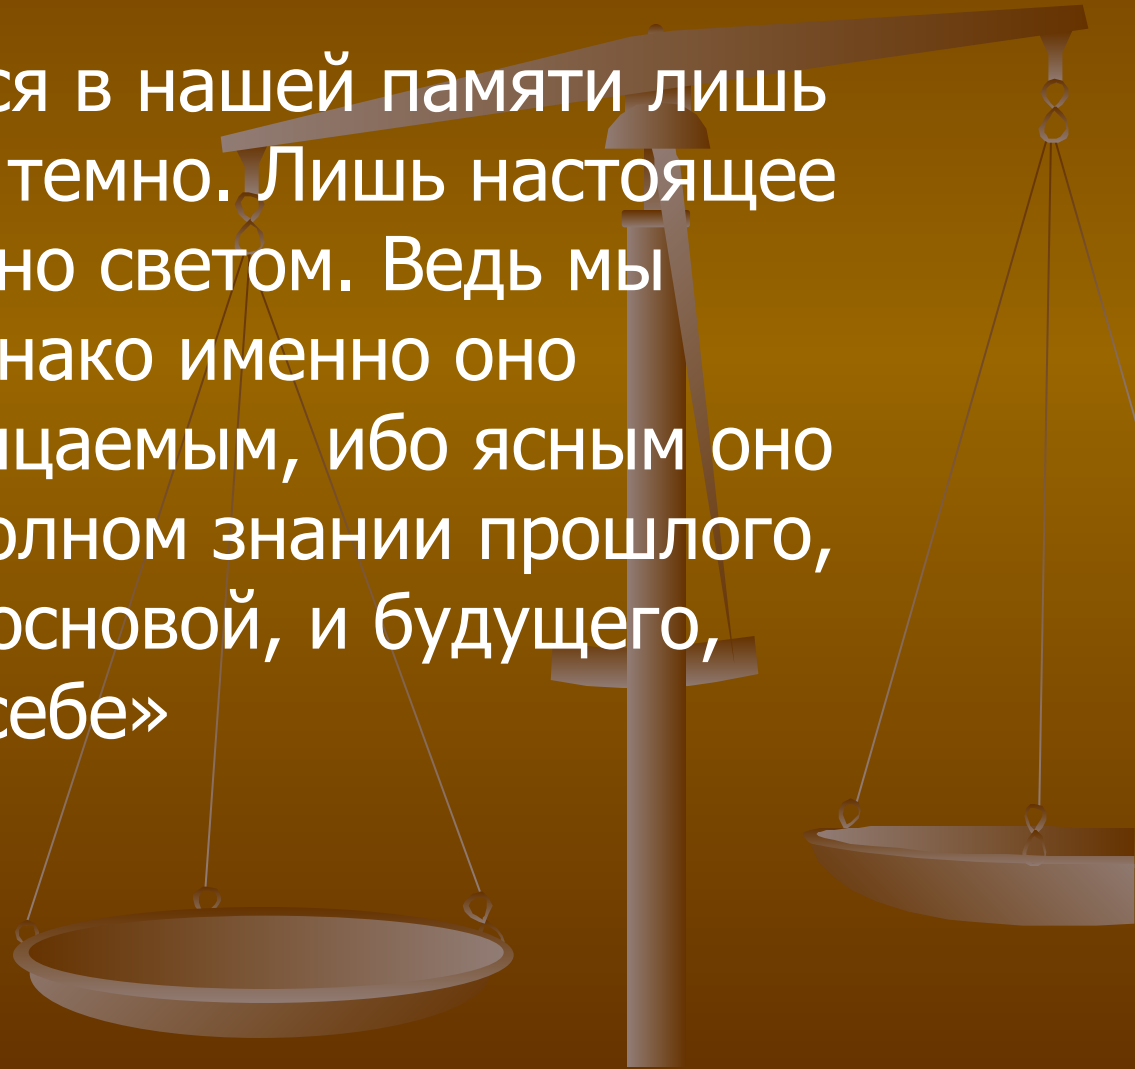 ся в нашей памяти лишь
темно. Лишь настоящее
но светом. Ведь мы
нако именно оно
цаемым, ибо ясным оно
олном знании прошлого,
основой, и будущего,
себе»